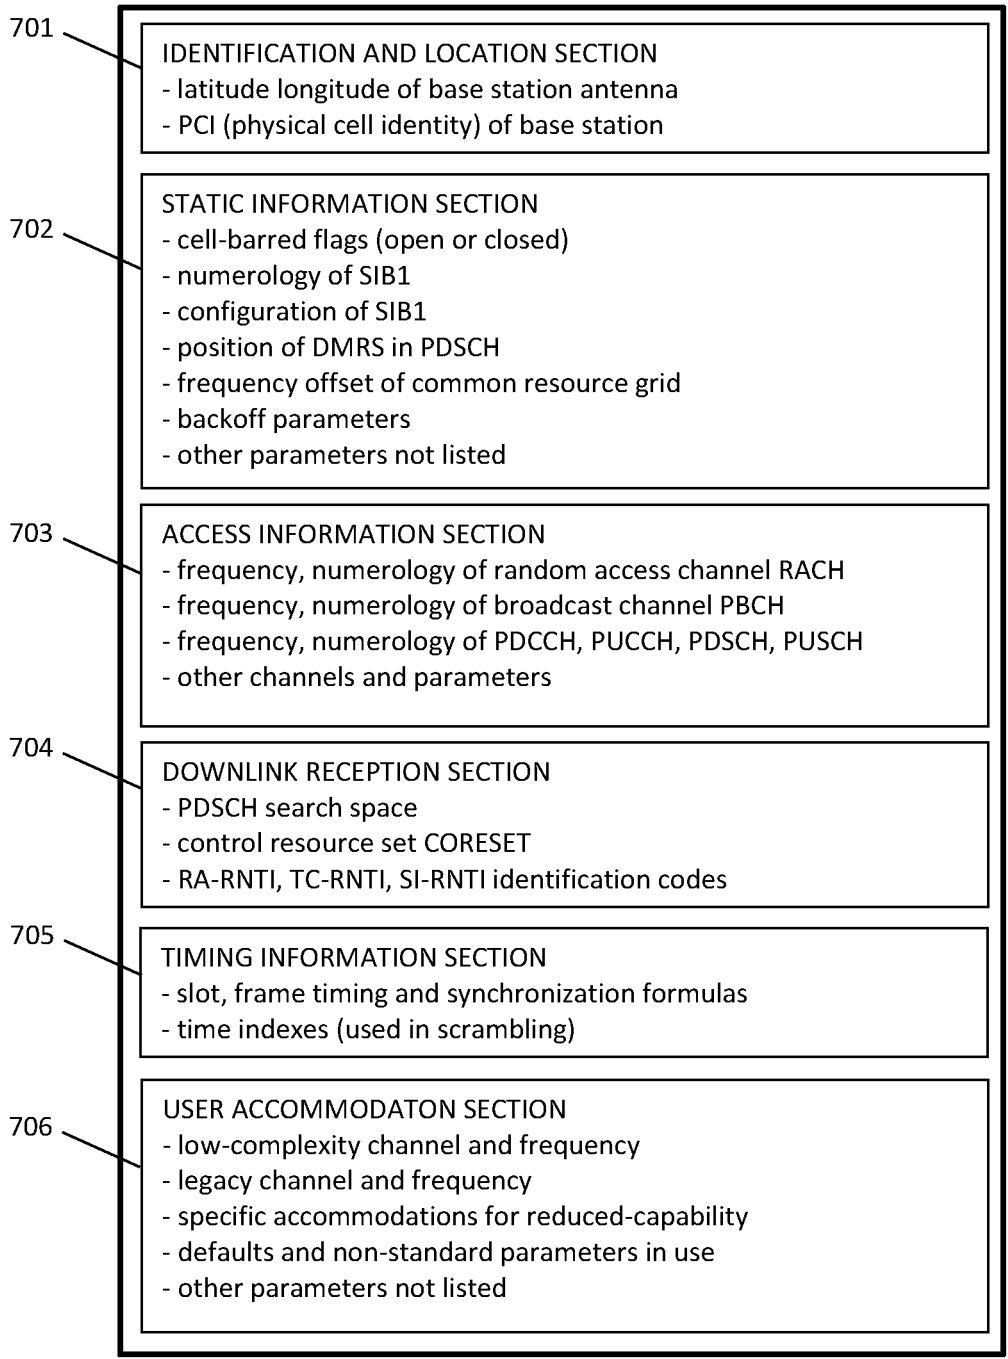 701
IDENTIFICATION AND LOCATION SECTION
- latitude longitude of base station antenna
- PCI (physical cell identity) of base station
702
STATIC INFORMATION SECTION
- cell-barred flags (open or closed)
- numerology of SIB1
- configuration of SIB1
- position of DMRS in PDSCH
- frequency offset of common resource grid
- backoff parameters
- other parameters not listed
703
ACCESS INFORMATION SECTION
- frequency, numerology of random access channel RACH
- frequency, numerology of broadcast channel PBCH
- frequency, numerology of PDCCH, PUCCH, PDSCH, PUSCH
- other channels and parameters
704
DOWNLINK RECEPTION SECTION
- PDSCH search space
- control resource set CORESET
- RA-RNTI, TC-RNTI, SI-RNTI identification codes
705
TIMING INFORMATION SECTION
- slot, frame timing and synchronization formulas
- time indexes (used in scrambling)
706
USER ACCOMMODATON SECTION
- low-complexity channel and frequency
- legacy channel and frequency
- specific accommodations for reduced-capability
- defaults and non-standard parameters in use
- other parameters not listed